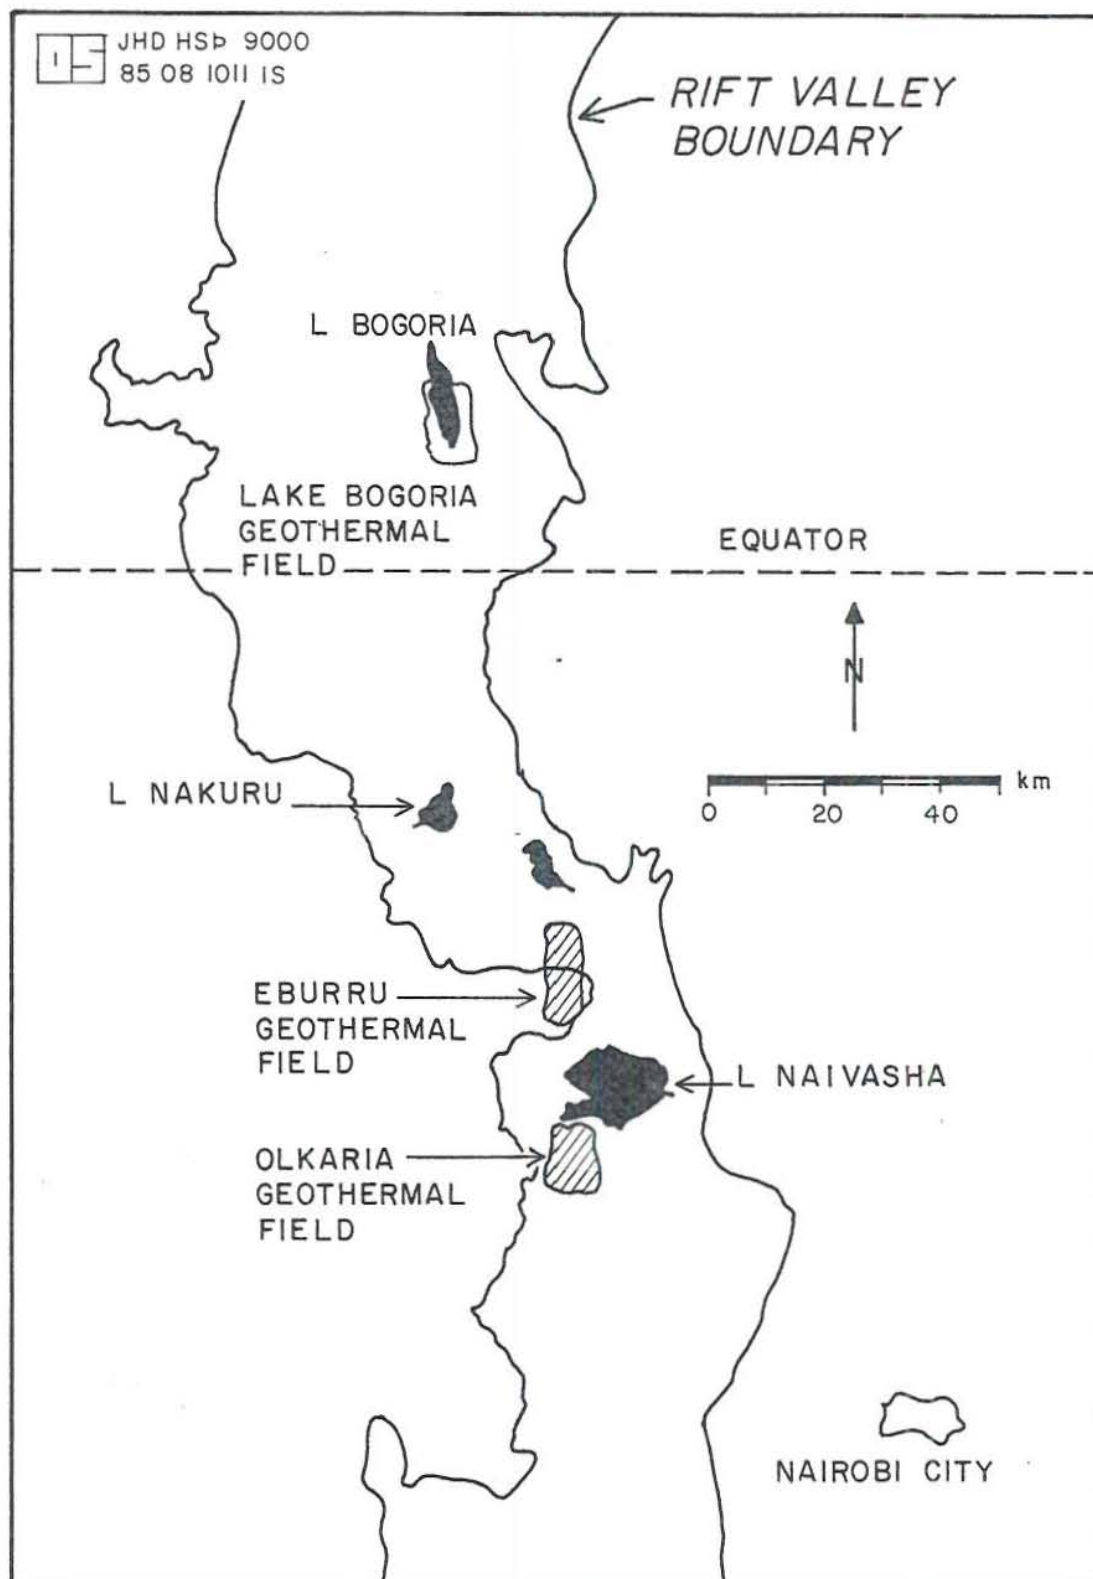 JHD HSÞ 9000
85 08 1011 IS
RIFT VALLEY
BOUNDARY
L BOGORIA
LAKE BOGORIA
GEOTHERMAL
FIELD
EQUATOR
N
L NAKURU
km
0 20 40
EBURRU
GEOTHERMAL
FIELD
L NAIVASHA
OLKARIA
GEOTHERMAL
FIELD
NAIROBI CITY